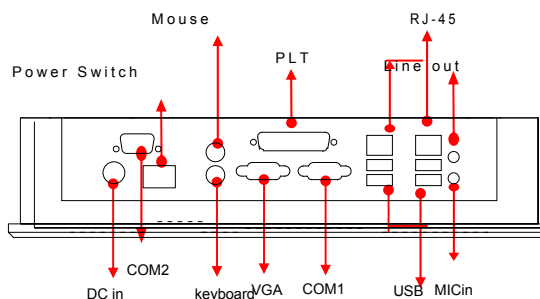 Mouse
RJ-45
Power Switch
PLT
Line out
COM2
DC in
keyboard
VGA
COM1
USB
MICin